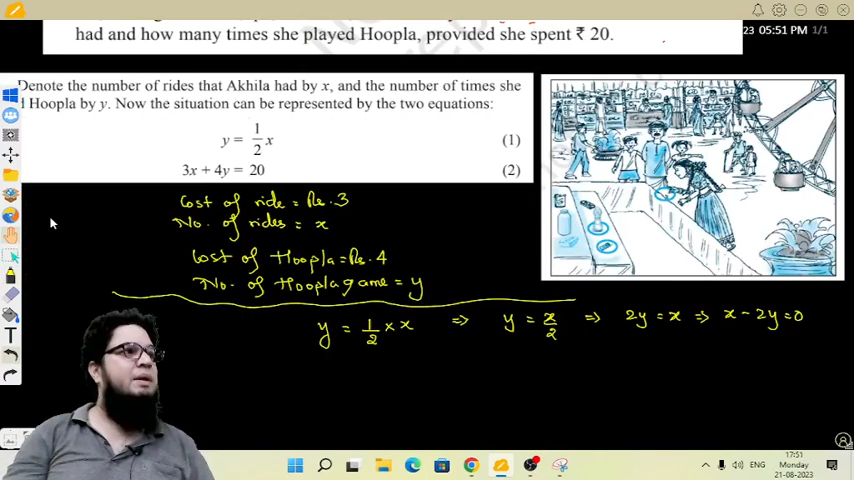 23 05:51 PM 1/1
had and how many times she played Hoopla, provided she spent ₹ 20.
Denote the number of rides that Akhila had by x, and the number of times she
d Hoopla by y. Now the situation can be represented by the two equations:
y = 1/2 x (1)
3x + 4y = 20 (2)
Cost of ride = Rs. 3
No. of rides = x
Cost of Hoopla = Rs. 4
No. of Hoopla game = y
y = 1/2 × x ⇒ y = x/2 ⇒ 2y = x ⇒ x - 2y = 0
T
ENG
17:51
Monday
21-08-2023